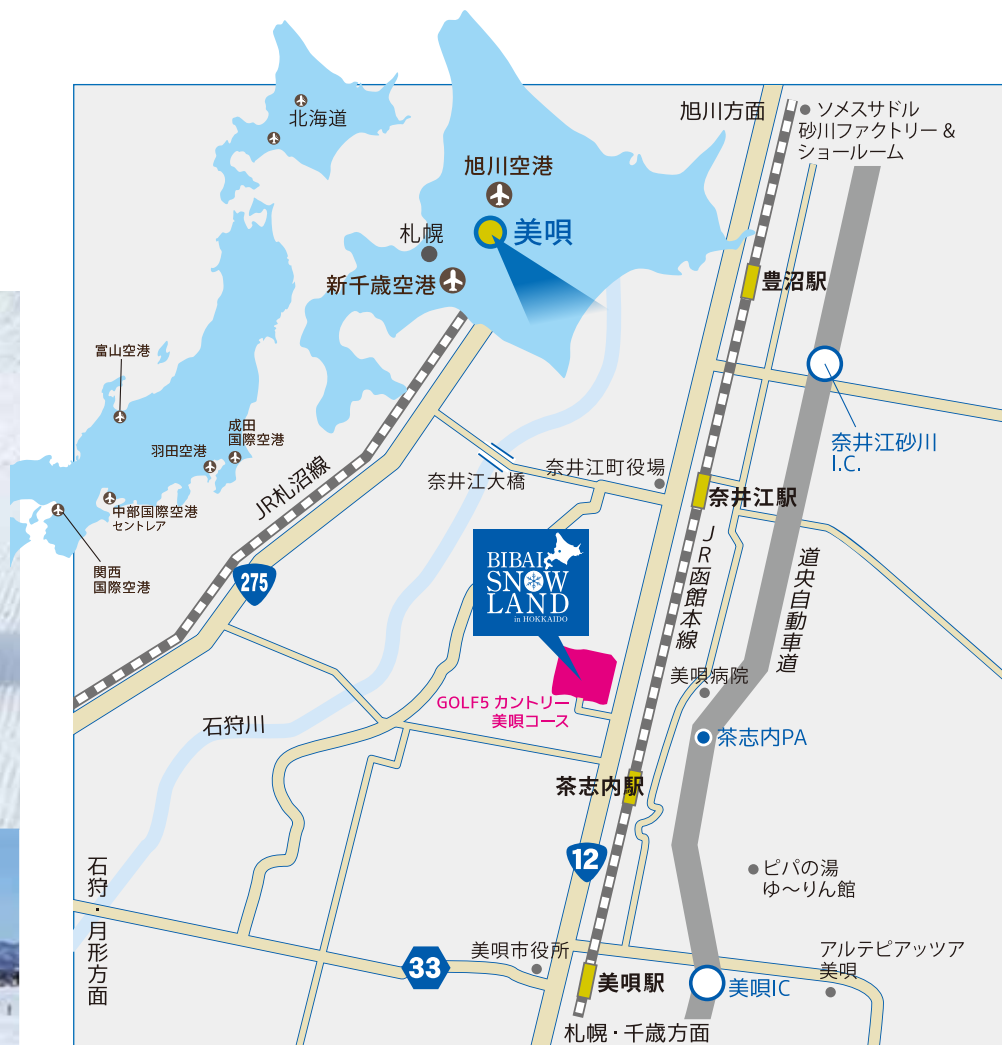 北海道
旭川空港
美唄
札幌
新千歳空港
富山空港
成田
国際空港
羽田空港
中部国際空港
セントレア
関西
国際空港
旭川方面
ソメスサドル
砂川ファクトリー &
ショールーム
豊沼駅
奈井江砂川
I.C.
奈井江町役場
奈井江大橋
奈井江駅
JR札沼線
275
JR函館本線
道央自動車道
BIBAI
SNOW
LAND
in HOKKAIDO
GOLF5 カントリー
美唄コース
美唄病院
石狩川
茶志内PA
茶志内駅
12
ピパの湯
ゆ〜りん館
石狩・月形方面
33
美唄市役所
美唄駅
美唄IC
アルテピアッツア
美唄
札幌・千歳方面